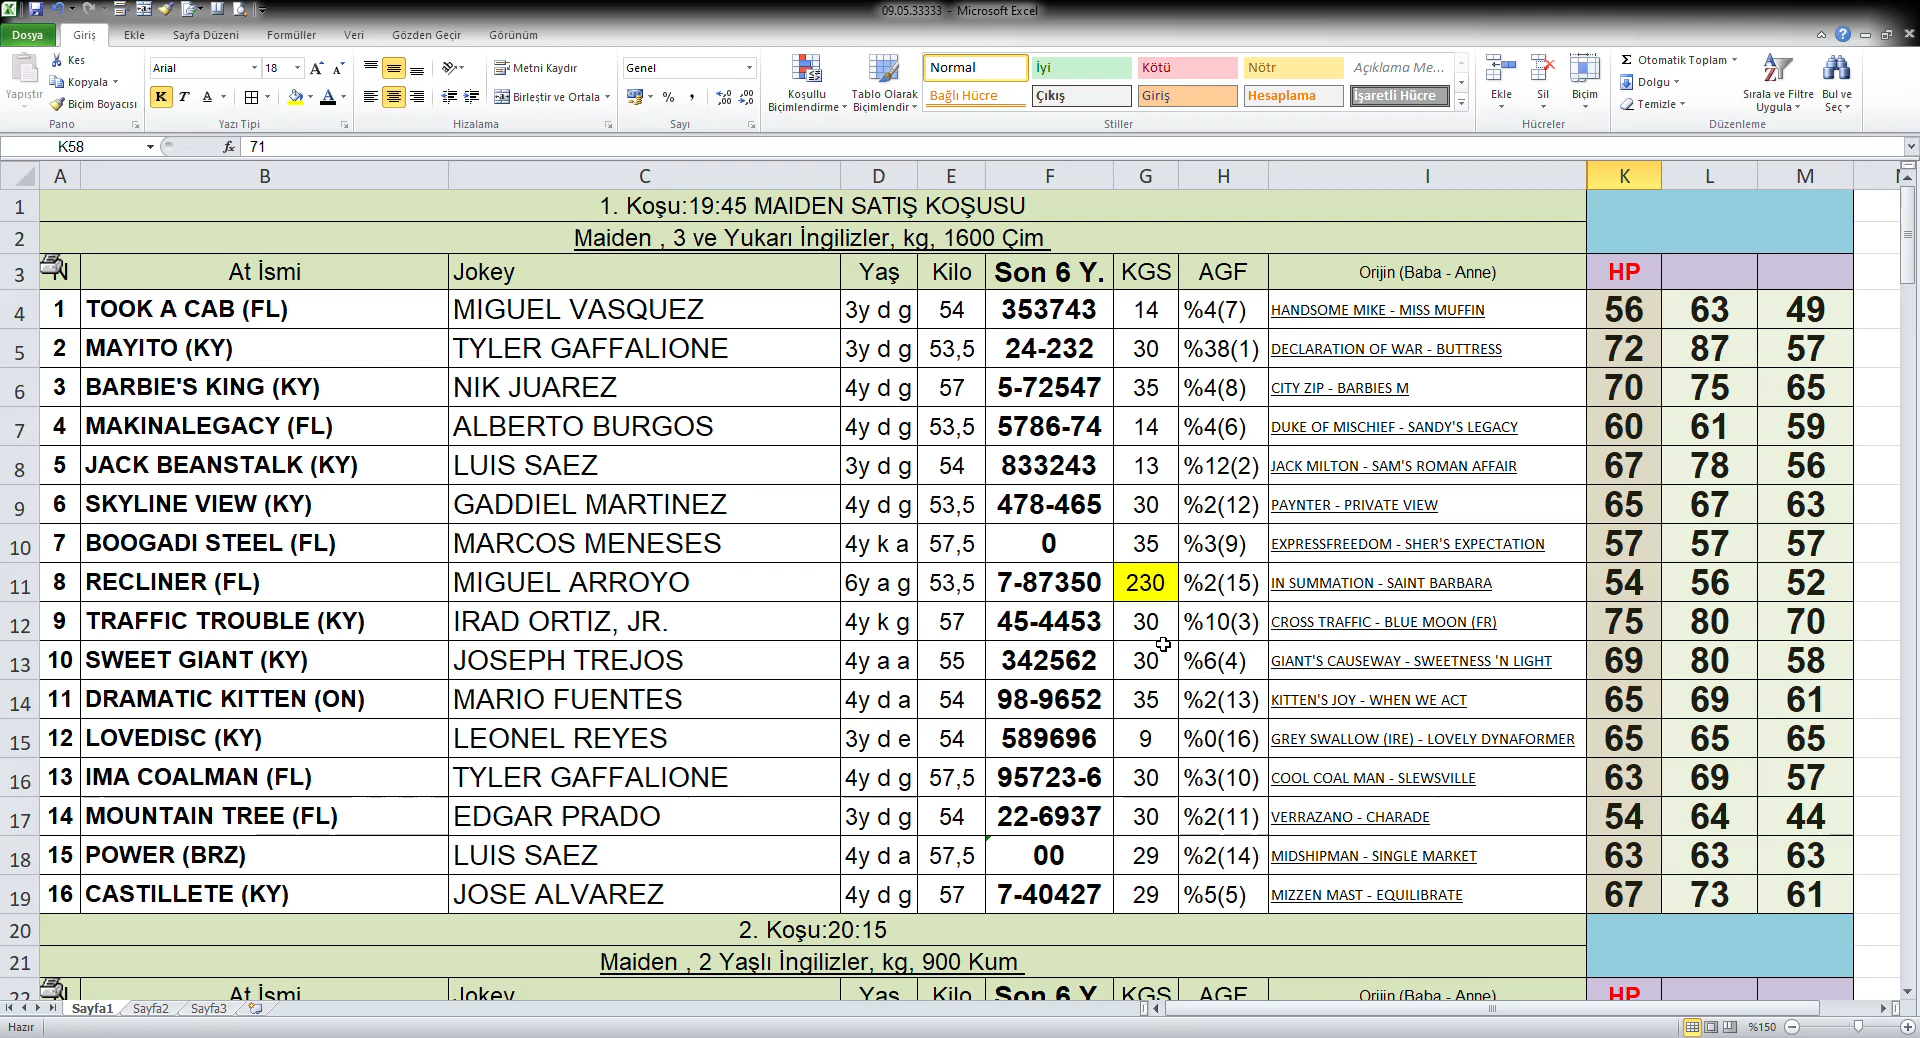 09.05.33333 - Microsoft Excel
Dosya Giriş Ekle Sayfa Düzeni Formüller Veri Gözden Geçir Görünüm
Yapıştır
Kes
Kopyala
Biçim Boyacısı
Pano
Arial 18
K T A
Yazı Tipi
Metni Kaydır
Birleştir ve Ortala
Hizalama
Genel
Sayı
Koşullu Biçimlendirme
Tablo Olarak Biçimlendir
Normal İyi Kötü Nötr Açıklama Me...
Bağlı Hücre Çıkış Giriş Hesaplama İşaretli Hücre
Stiller
Ekle Sil Biçim
Hücreler
Σ Otomatik Toplam
Dolgu
Temizle
Sırala ve Filtre Uygula
Bul ve Seç
Düzenleme
K58 fx 71
A B C D E F G H I K L M
1 1. Koşu:19:45 MAIDEN SATIŞ KOŞUSU
2 Maiden , 3 ve Yukarı İngilizler, kg, 1600 Çim
3 N At İsmi Jokey Yaş Kilo Son 6 Y. KGS AGF Orijin (Baba - Anne) HP
4 1 TOOK A CAB (FL) MIGUEL VASQUEZ 3y d g 54 353743 14 %4(7) HANDSOME MIKE - MISS MUFFIN 56 63 49
5 2 MAYITO (KY) TYLER GAFFALIONE 3y d g 53,5 24-232 30 %38(1) DECLARATION OF WAR - BUTTRESS 72 87 57
6 3 BARBIE'S KING (KY) NIK JUAREZ 4y d g 57 5-72547 35 %4(8) CITY ZIP - BARBIES M 70 75 65
7 4 MAKINALEGACY (FL) ALBERTO BURGOS 4y d g 53,5 5786-74 14 %4(6) DUKE OF MISCHIEF - SANDY'S LEGACY 60 61 59
8 5 JACK BEANSTALK (KY) LUIS SAEZ 3y d g 54 833243 13 %12(2) JACK MILTON - SAM'S ROMAN AFFAIR 67 78 56
9 6 SKYLINE VIEW (KY) GADDIEL MARTINEZ 4y d g 53,5 478-465 30 %2(12) PAYNTER - PRIVATE VIEW 65 67 63
10 7 BOOGADI STEEL (FL) MARCOS MENESES 4y k a 57,5 0 35 %3(9) EXPRESSFREEDOM - SHER'S EXPECTATION 57 57 57
11 8 RECLINER (FL) MIGUEL ARROYO 6y a g 53,5 7-87350 230 %2(15) IN SUMMATION - SAINT BARBARA 54 56 52
12 9 TRAFFIC TROUBLE (KY) IRAD ORTIZ, JR. 4y k g 57 45-4453 30 %10(3) CROSS TRAFFIC - BLUE MOON (FR) 75 80 70
13 10 SWEET GIANT (KY) JOSEPH TREJOS 4y a a 55 342562 30 %6(4) GIANT'S CAUSEWAY - SWEETNESS 'N LIGHT 69 80 58
14 11 DRAMATIC KITTEN (ON) MARIO FUENTES 4y d a 54 98-9652 35 %2(13) KITTEN'S JOY - WHEN WE ACT 65 69 61
15 12 LOVEDISC (KY) LEONEL REYES 3y d e 54 589696 9 %0(16) GREY SWALLOW (IRE) - LOVELY DYNAFORMER 65 65 65
16 13 IMA COALMAN (FL) TYLER GAFFALIONE 4y d g 57,5 95723-6 30 %3(10) COOL COAL MAN - SLEWSVILLE 63 69 57
17 14 MOUNTAIN TREE (FL) EDGAR PRADO 3y d g 54 22-6937 30 %2(11) VERRAZANO - CHARADE 54 64 44
18 15 POWER (BRZ) LUIS SAEZ 4y d a 57,5 00 29 %2(14) MIDSHIPMAN - SINGLE MARKET 63 63 63
19 16 CASTILLETE (KY) JOSE ALVAREZ 4y d g 57 7-40427 29 %5(5) MIZZEN MAST - EQUILIBRATE 67 73 61
20 2. Koşu:20:15
21 Maiden , 2 Yaşlı İngilizler, kg, 900 Kum
22 N At İsmi Jokey Yaş Kilo Son 6 Y. KGS AGF Orijin (Baba - Anne) HP
Sayfa1 Sayfa2 Sayfa3
Hazır %150